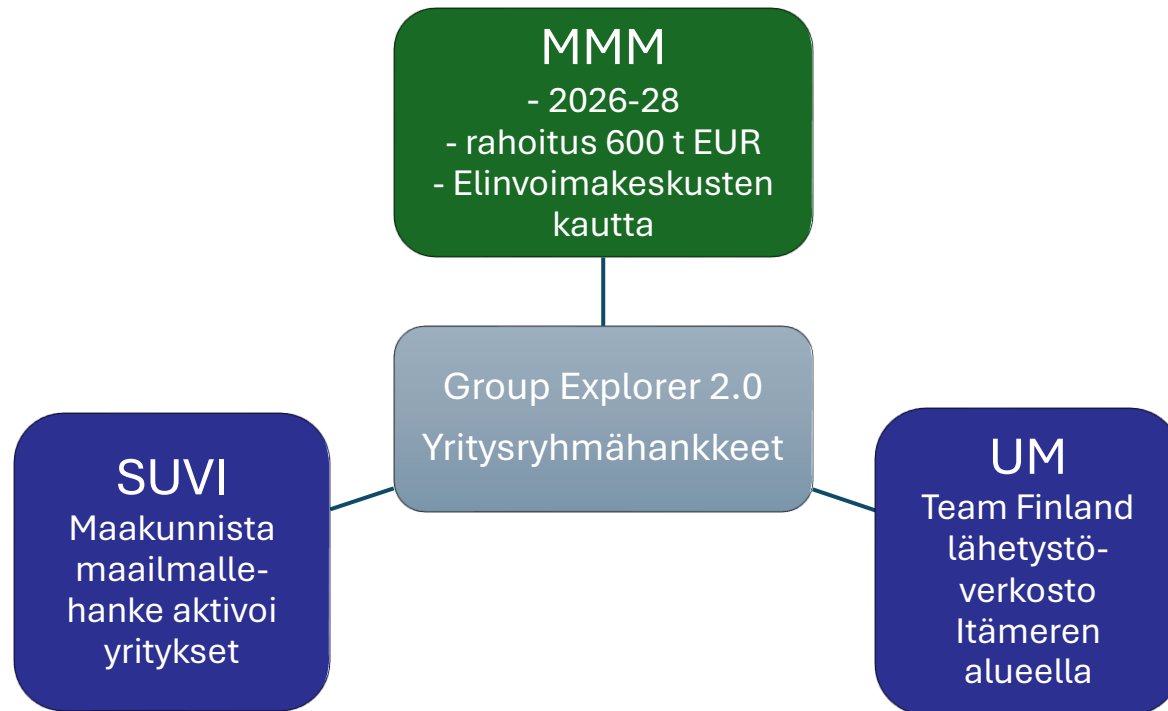 MMM
- 2026-28
- rahoitus 600 t EUR
- Elinvoimakeskusten
kautta
Group Explorer 2.0
Yritysryhmähankkeet
SUVI
Maakunnista
maailmalle-
hanke aktivoi
yritykset
UM
Team Finland
lähetystö-
verkosto
Itämeren
alueella